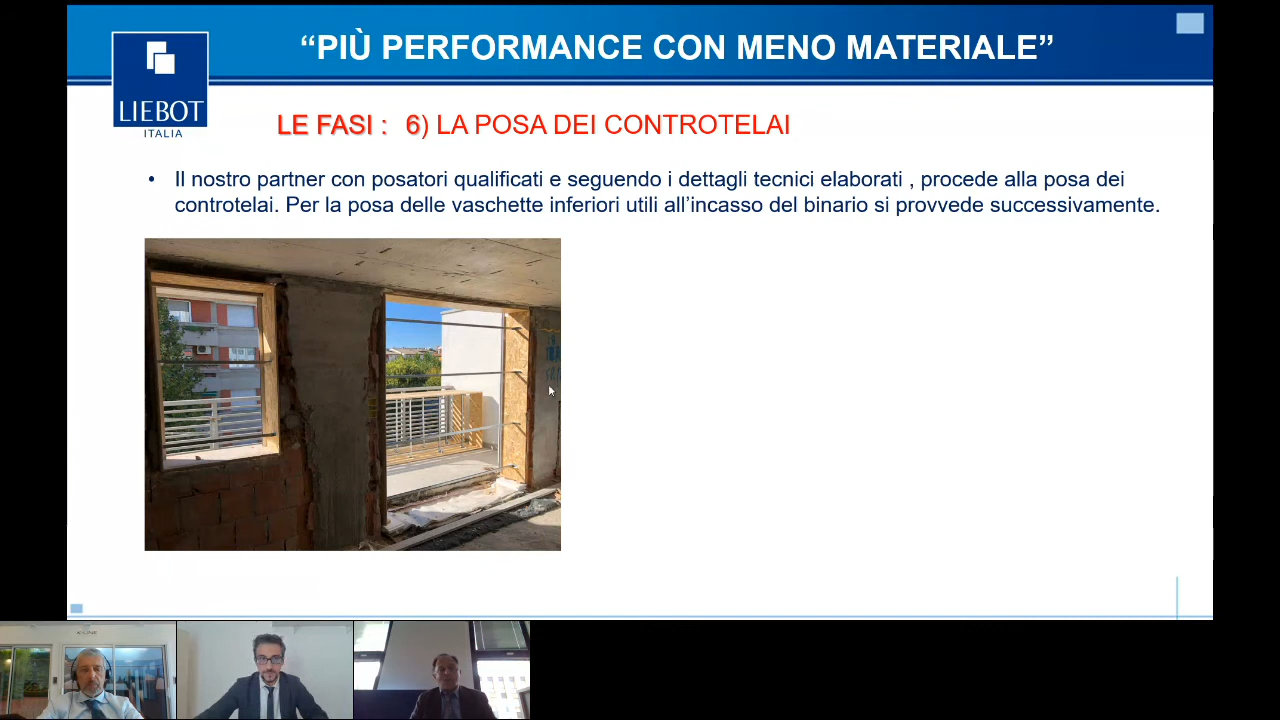 “PIÙ PERFORMANCE CON MENO MATERIALE”
LIEBOT
ITALIA
LE FASI : 6) LA POSA DEI CONTROTELAI
• Il nostro partner con posatori qualificati e seguendo i dettagli tecnici elaborati , procede alla posa dei
controtelai. Per la posa delle vaschette inferiori utili all’incasso del binario si provvede successivamente.